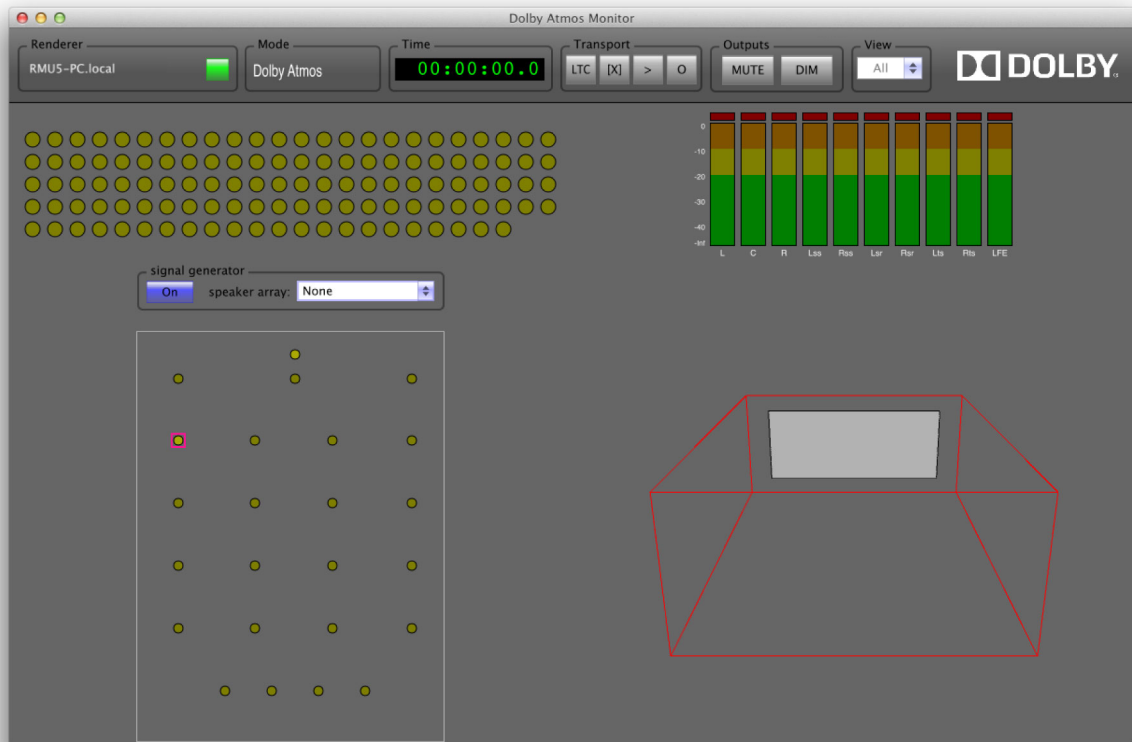 Dolby Atmos Monitor
Renderer
RMU5-PC.local
Mode
Dolby Atmos
Time
00:00:00.0
Transport
LTC [X] > O
Outputs
MUTE DIM
View
All
DOLBY
0
-10
-20
-30
-40
-Inf
L C R Lss Rss Lsr Rsr Lts Rts LFE
signal generator
On speaker array: None